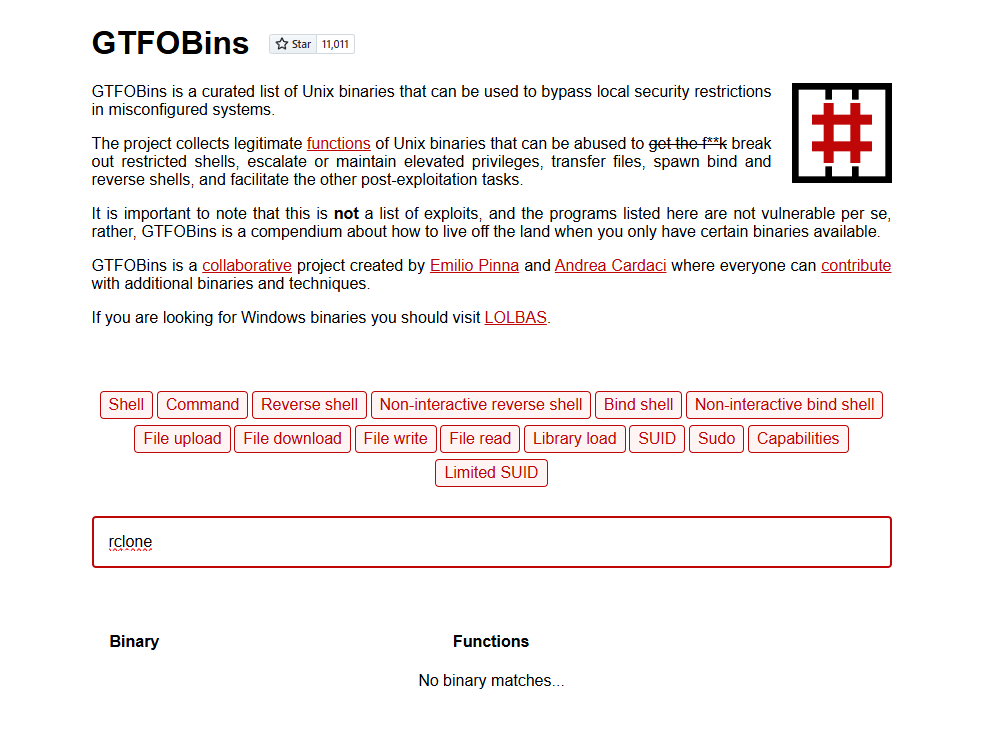 GTFOBins
Star 11,011
GTFOBins is a curated list of Unix binaries that can be used to bypass local security restrictions
in misconfigured systems.
The project collects legitimate functions of Unix binaries that can be abused to get the f**k break
out restricted shells, escalate or maintain elevated privileges, transfer files, spawn bind and
reverse shells, and facilitate the other post-exploitation tasks.
It is important to note that this is not a list of exploits, and the programs listed here are not vulnerable per se,
rather, GTFOBins is a compendium about how to live off the land when you only have certain binaries available.
GTFOBins is a collaborative project created by Emilio Pinna and Andrea Cardaci where everyone can contribute
with additional binaries and techniques.
If you are looking for Windows binaries you should visit LOLBAS.
Shell Command Reverse shell Non-interactive reverse shell Bind shell Non-interactive bind shell
File upload File download File write File read Library load SUID Sudo Capabilities
Limited SUID
rclone
Binary Functions
No binary matches...